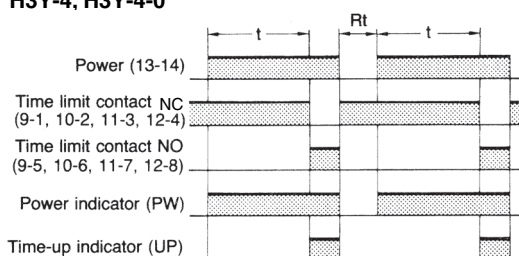 H3Y-4, H3Y-4-0
t Rt t
Power (13-14)
Time limit contact NC
(9-1, 10-2, 11-3, 12-4)
Time limit contact NO
(9-5, 10-6, 11-7, 12-8)
Power indicator (PW)
Time-up indicator (UP)